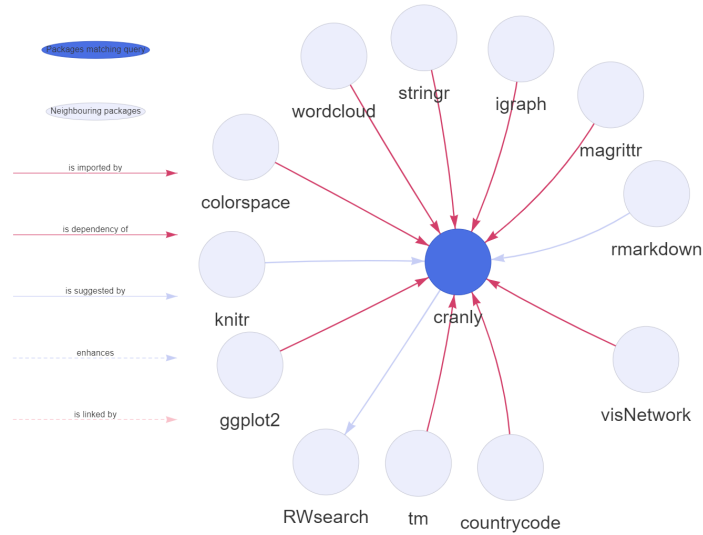 Packages matching query
Neighbouring packages
is imported by
is dependency of
is suggested by
enhances
is linked by
wordcloud
stringr
igraph
magrittr
colorspace
rmarkdown
knitr
cranly
ggplot2
visNetwork
RWsearch
tm
countrycode